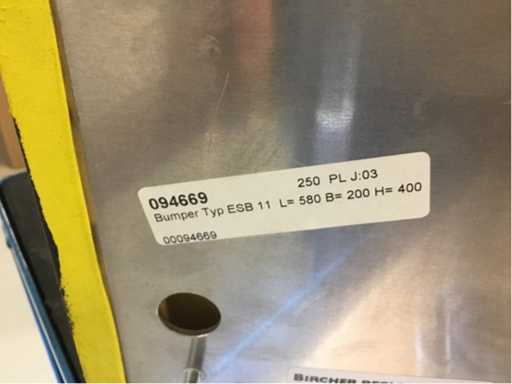 094669 250 PL J:03
Bumper Typ ESB 11 L= 580 B= 200 H= 400
00094669
BIRCHER